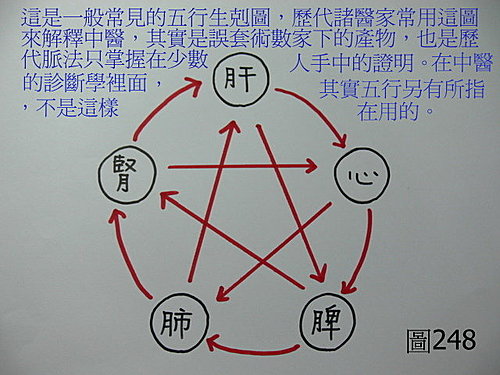 這是一般常見的五行生剋圖，歷代諸醫家常用這圖
來解釋中醫，其實是誤套術數家下的產物，也是歷
代脈法只掌握在少數 人手中的證明。在中醫
的診斷學裡面， 其實五行另有所指
，不是這樣 在用的。
肝
腎 心
肺 脾
圖248